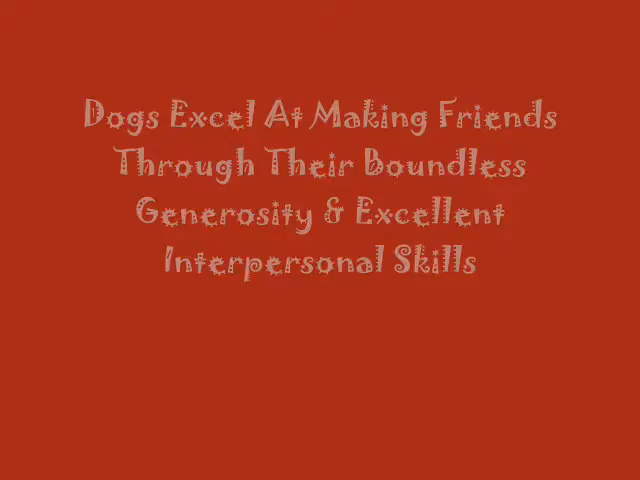 Dogs Excel At Making Friends
Through Their Boundless
Generosity & Excellent
Interpersonal Skills